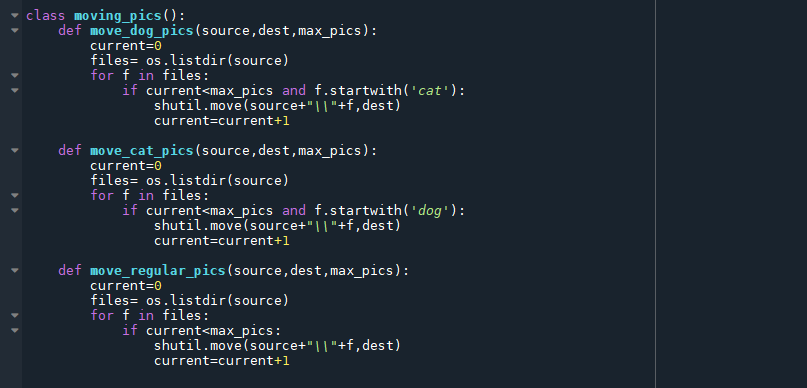 class moving_pics():
    def move_dog_pics(source,dest,max_pics):
        current=0
        files= os.listdir(source)
        for f in files:
            if current<max_pics and f.startwith('cat'):
                shutil.move(source+"\\"+f,dest)
                current=current+1

    def move_cat_pics(source,dest,max_pics):
        current=0
        files= os.listdir(source)
        for f in files:
            if current<max_pics and f.startwith('dog'):
                shutil.move(source+"\\"+f,dest)
                current=current+1

    def move_regular_pics(source,dest,max_pics):
        current=0
        files= os.listdir(source)
        for f in files:
            if current<max_pics:
                shutil.move(source+"\\"+f,dest)
                current=current+1